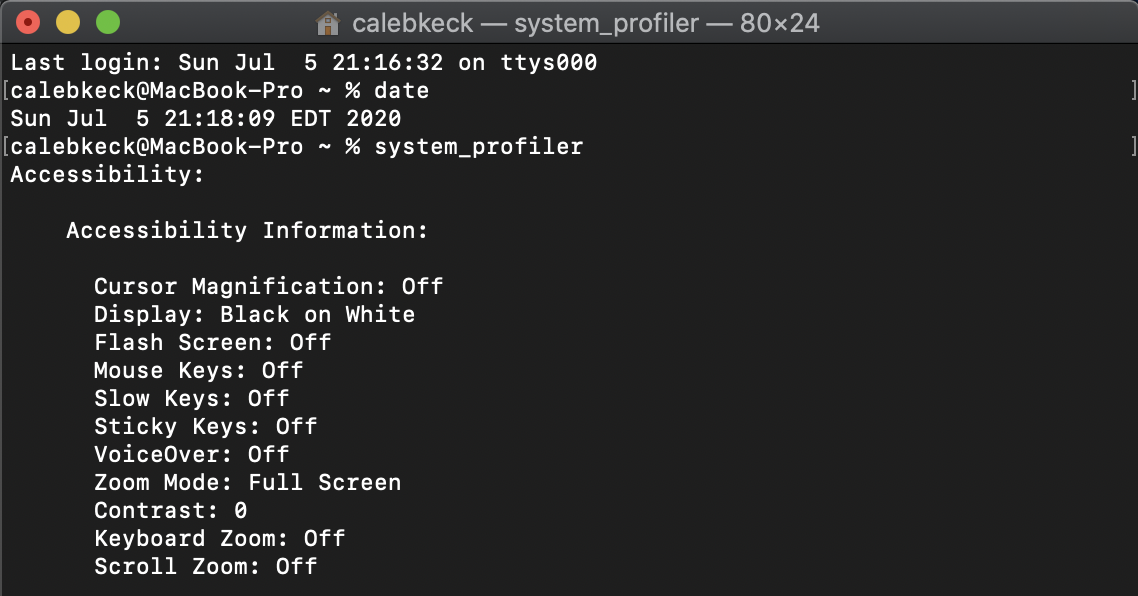 calebkeck — system_profiler — 80×24
Last login: Sun Jul  5 21:16:32 on ttys000
[calebkeck@MacBook-Pro ~ % date ]
Sun Jul  5 21:18:09 EDT 2020
[calebkeck@MacBook-Pro ~ % system_profiler ]
Accessibility:
Accessibility Information:
Cursor Magnification: Off
Display: Black on White
Flash Screen: Off
Mouse Keys: Off
Slow Keys: Off
Sticky Keys: Off
VoiceOver: Off
Zoom Mode: Full Screen
Contrast: 0
Keyboard Zoom: Off
Scroll Zoom: Off